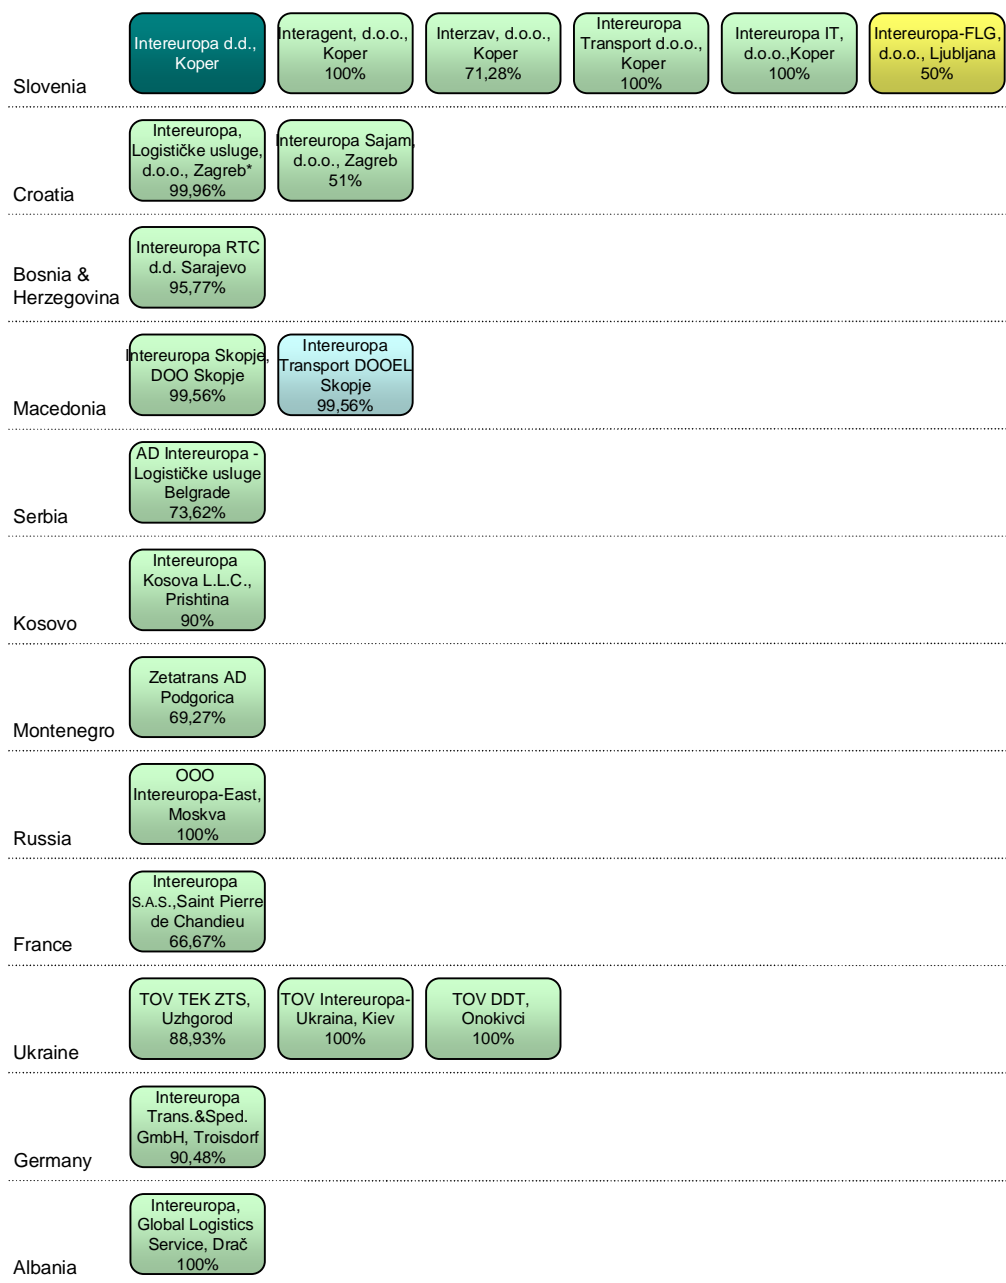 Slovenia
Intereuropa d.d.,
Koper
Interagent, d.o.o.,
Koper
100%
Interzav, d.o.o.,
Koper
71,28%
Intereuropa
Transport d.o.o.,
Koper
100%
Intereuropa IT,
d.o.o.,Koper
100%
Intereuropa-FLG,
d.o.o., Ljubljana
50%
Croatia
Intereuropa,
Logističke usluge,
d.o.o., Zagreb*
99,96%
Intereuropa Sajam,
d.o.o., Zagreb
51%
Bosnia &
Herzegovina
Intereuropa RTC
d.d. Sarajevo
95,77%
Macedonia
Intereuropa Skopje,
DOO Skopje
99,56%
Intereuropa
Transport DOOEL
Skopje
99,56%
Serbia
AD Intereuropa -
Logističke usluge
Belgrade
73,62%
Kosovo
Intereuropa
Kosova L.L.C.,
Prishtina
90%
Montenegro
Zetatrans AD
Podgorica
69,27%
Russia
OOO
Intereuropa-East,
Moskva
100%
France
Intereuropa
S.A.S.,Saint Pierre
de Chandieu
66,67%
Ukraine
TOV TEK ZTS,
Uzhgorod
88,93%
TOV Intereuropa-
Ukraina, Kiev
100%
TOV DDT,
Onokivci
100%
Germany
Intereuropa
Trans.&Sped.
GmbH, Troisdorf
90,48%
Albania
Intereuropa,
Global Logistics
Service, Drač
100%